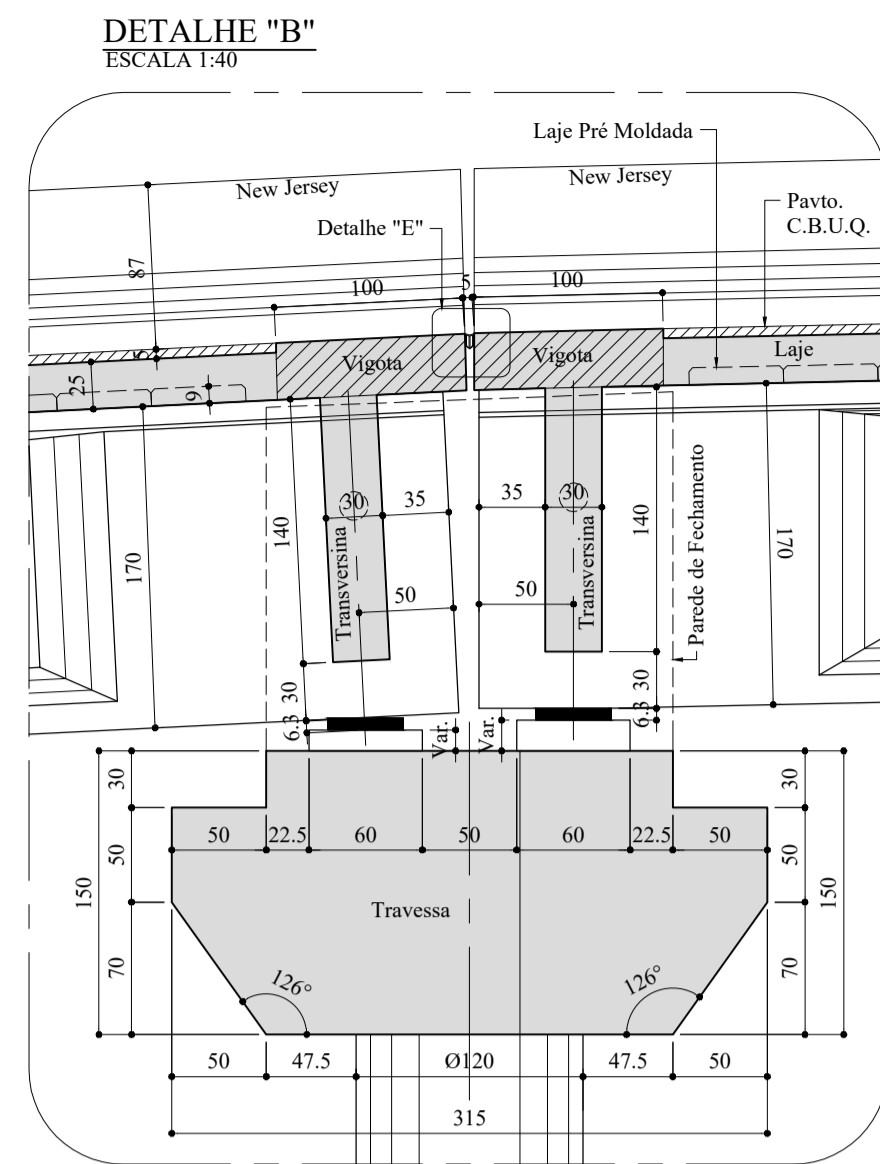 DETALHE "B"
ESCALA 1:40
Laje Pré Moldada
New Jersey
New Jersey
Pavto.
C.B.U.Q.
Detalhe "E"
87
100
5
100
5
Vigota
Vigota
Laje
25
9
30
35
35
30
140
140
170
170
Transversina
Transversina
Parede de Fechamento
50
50
30
30
6.3
6.3
Var.
Var.
30
30
50
22.5
60
50
60
22.5
50
50
50
150
150
Travessa
70
70
126°
126°
50
47.5
Ø120
47.5
50
315